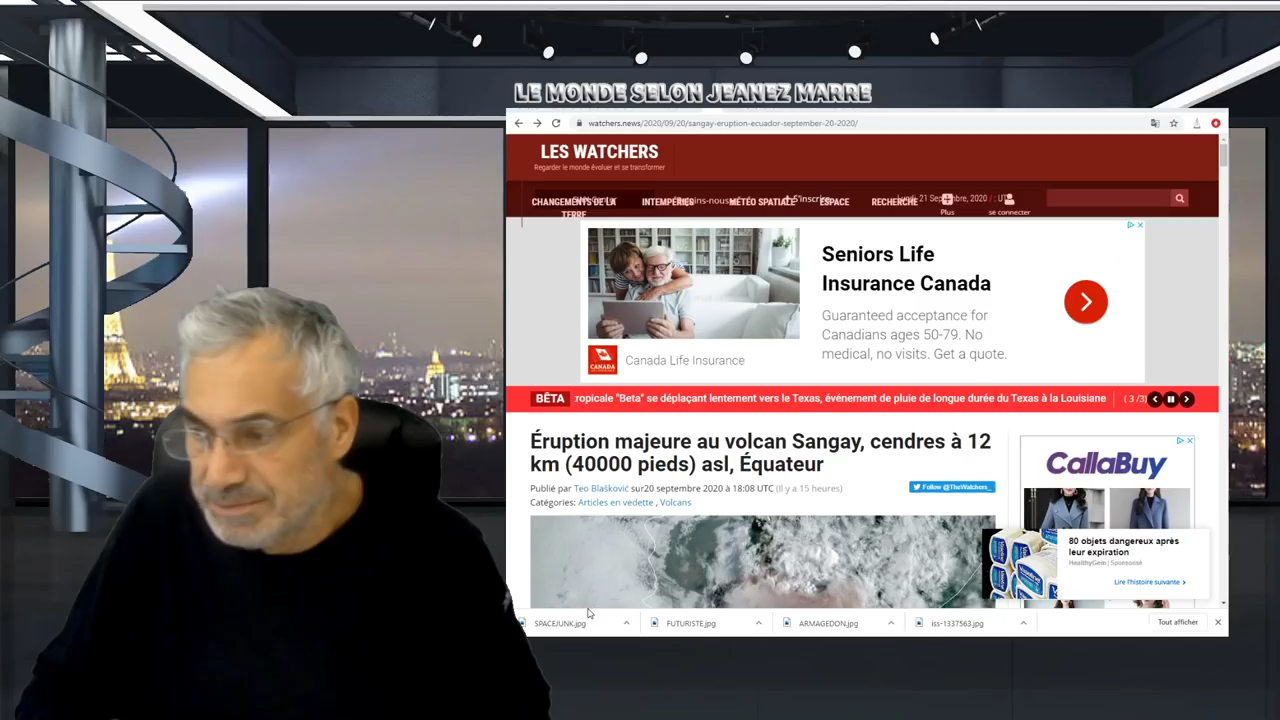 LE MONDE SELON JEANEZ MARRE
watchers.news/2020/09/20/sangay-eruption-ecuador-september-20-2020/
LES WATCHERS
Regarder le monde évoluer et se transformer
CHANGEMENTS DE LA TERRE
INTEMPÉRIES
MÉTÉO SPATIALE
S'inscrire
ESPACE
RECHERCHE
Plus
se connecter
Seniors Life
Insurance Canada
Guaranteed acceptance for
Canadians ages 50-79. No
medical, no visits. Get a quote.
CANADA
Canada Life Insurance
BÊTA
ropicale "Beta" se déplaçant lentement vers le Texas, événement de pluie de longue durée du Texas à la Louisiane
( 3 /3)
Éruption majeure au volcan Sangay, cendres à 12
km (40000 pieds) asl, Équateur
Publié par Teo Blašković sur20 septembre 2020 à 18:08 UTC (il y a 15 heures)
Follow @TheWatchers_
Catégories: Articles en vedette , Volcans
CallaBuy
80 objets dangereux après
leur expiration
HealthyGem | Sponsorisé
Lire l'histoire suivante
SPACEJUNK.jpg
FUTURISTE.jpg
ARMAGEDON.jpg
iss-1337563.jpg
Tout afficher